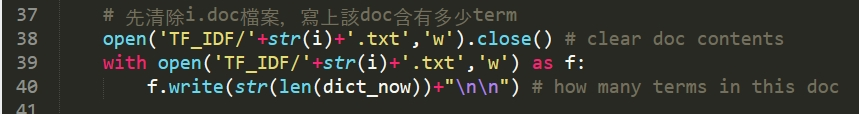 37 # 先清除i.doc檔案，寫上該doc含有多少term
38 open('TF_IDF/'+str(i)+'.txt','w').close() # clear doc contents
39 with open('TF_IDF/'+str(i)+'.txt','w') as f:
40 f.write(str(len(dict_now))+"\n\n") # how many terms in this doc
41